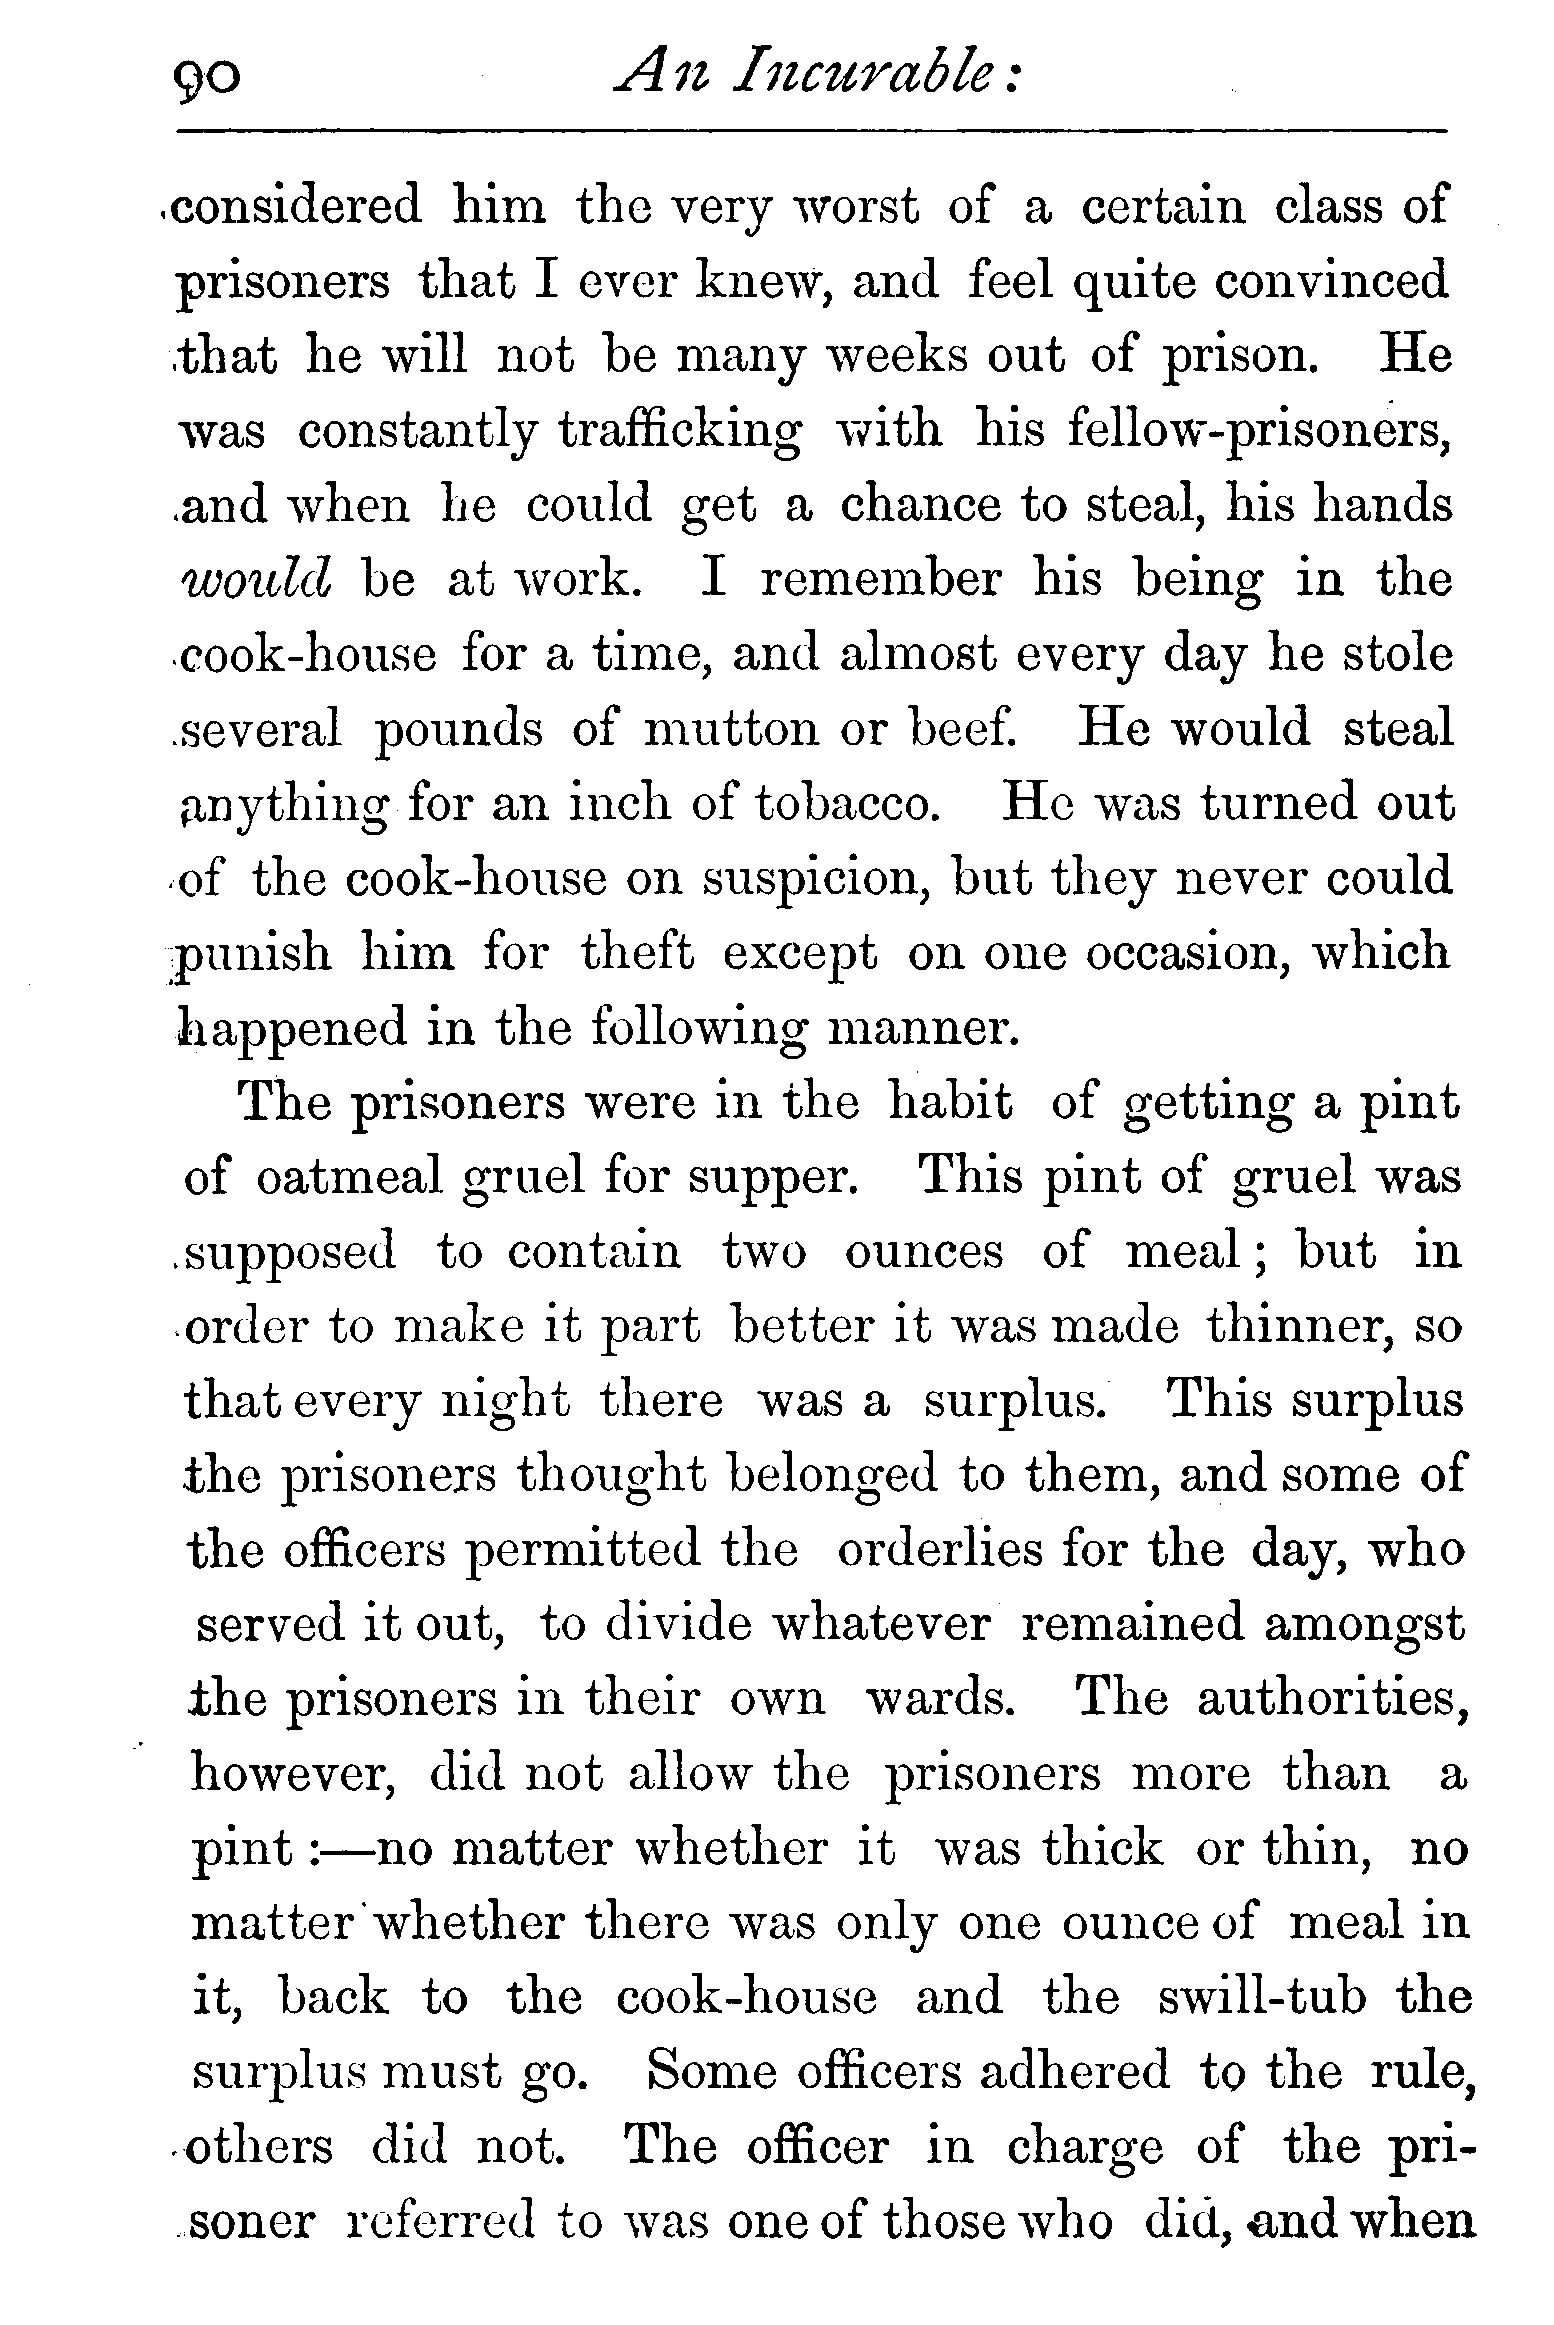 90 An Incurable:
considered him the very worst of a certain class of
prisoners that I ever knew, and feel quite convinced
that he will not be many weeks out of prison. He
was constantly trafficking with his fellow-prisoners,
and when he could get a chance to steal, his hands
would be at work. I remember his being in the
cook-house for a time, and almost every day he stole
several pounds of mutton or beef. He would steal
anything for an inch of tobacco. He was turned out
of the cook-house on suspicion, but they never could
punish him for theft except on one occasion, which
happened in the following manner.
The prisoners were in the habit of getting a pint
of oatmeal gruel for supper. This pint of gruel was
supposed to contain two ounces of meal; but in
order to make it part better it was made thinner, so
that every night there was a surplus. This surplus
the prisoners thought belonged to them, and some of
the officers permitted the orderlies for the day, who
served it out, to divide whatever remained amongst
the prisoners in their own wards. The authorities,
however, did not allow the prisoners more than a
pint:—no matter whether it was thick or thin, no
matter whether there was only one ounce of meal in
it, back to the cook-house and the swill-tub the
surplus must go. Some officers adhered to the rule,
others did not. The officer in charge of the pri-
soner referred to was one of those who did, and when